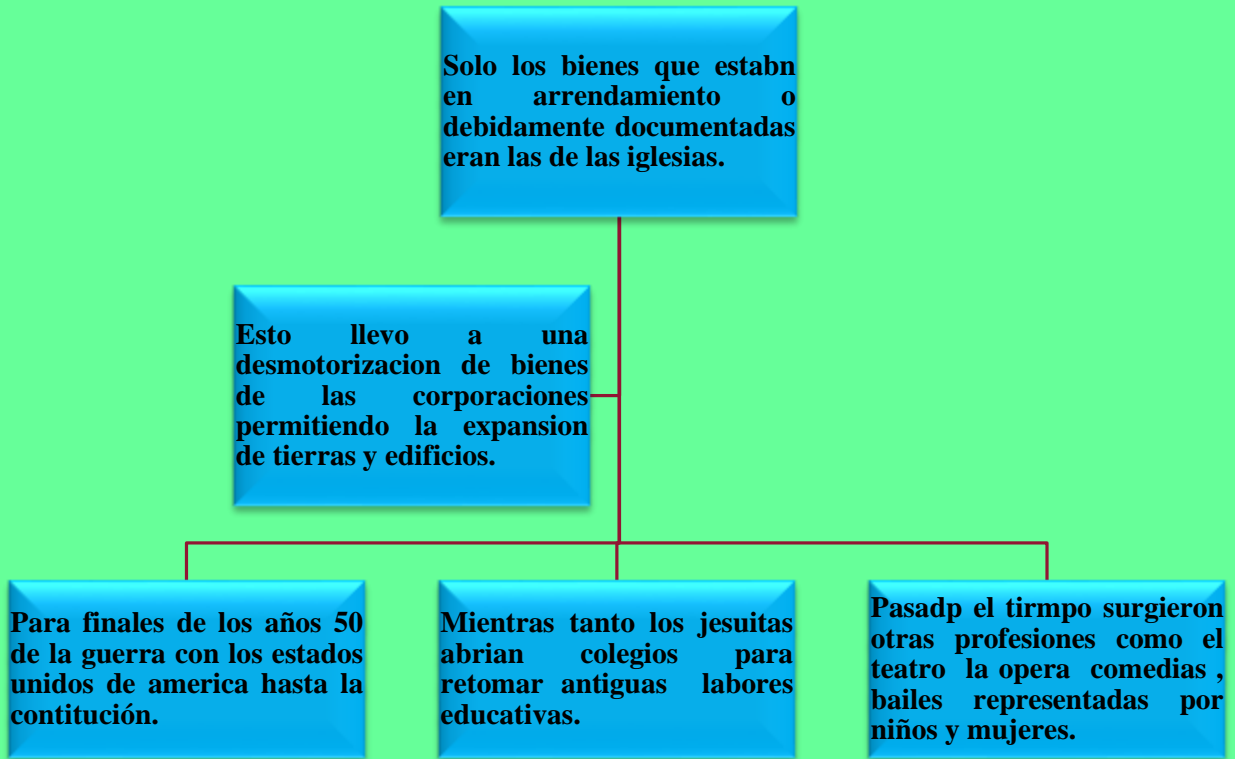 Solo los bienes que estabn
en arrendamiento o
debidamente documentadas
eran las de las iglesias.
Esto llevo a una
desmotorizacion de bienes
de las corporaciones
permitiendo la expansion
de tierras y edificios.
Para finales de los años 50
de la guerra con los estados
unidos de america hasta la
contitución.
Mientras tanto los jesuitas
abrian colegios para
retomar antiguas labores
educativas.
Pasadp el tirmpo surgieron
otras profesiones como el
teatro la opera comedias ,
bailes representadas por
niños y mujeres.